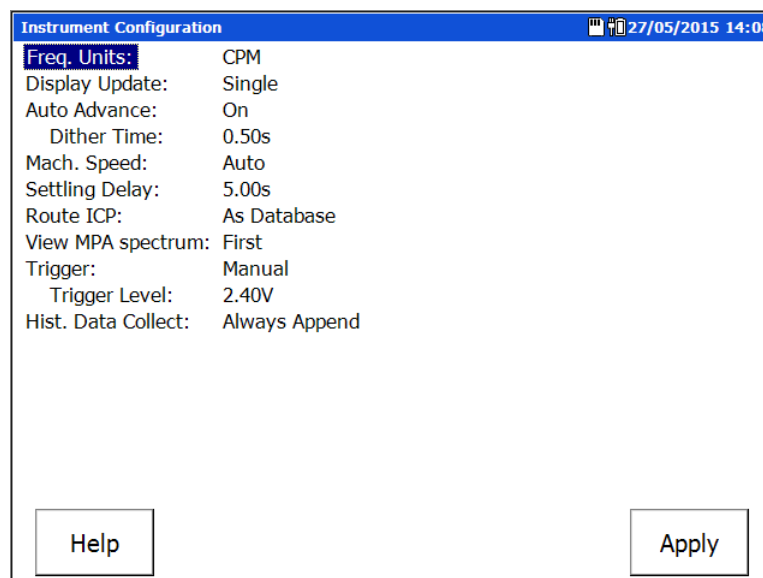 Instrument Configuration 27/05/2015 14:08
Freq. Units: CPM
Display Update: Single
Auto Advance: On
Dither Time: 0.50s
Mach. Speed: Auto
Settling Delay: 5.00s
Route ICP: As Database
View MPA spectrum: First
Trigger: Manual
Trigger Level: 2.40V
Hist. Data Collect: Always Append
Help Apply